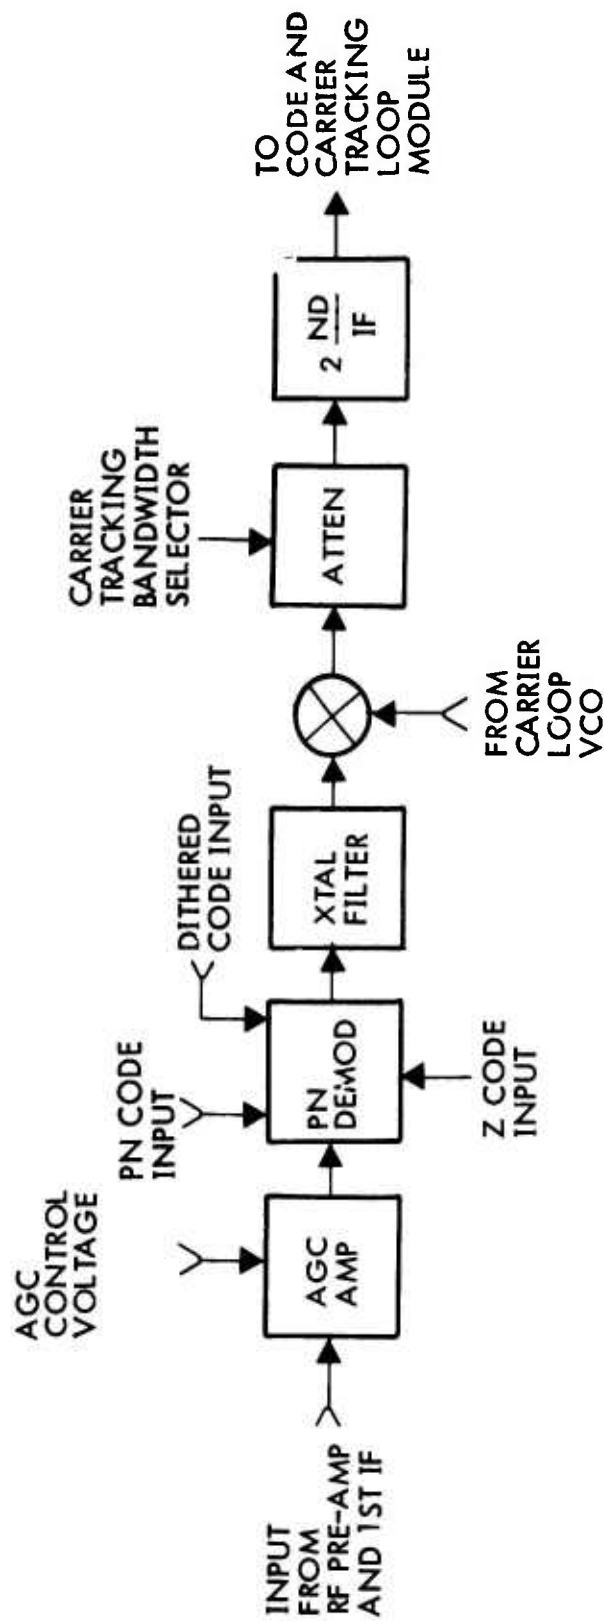 INPUT
FROM
RF PRE-AMP
AND 1ST IF
AGC
CONTROL
VOLTAGE
AGC
AMP
PN CODE
INPUT
DITHERED
CODE INPUT
PN
DEMOD
Z CODE
INPUT
XTAL
FILTER
FROM
CARRIER
LOOP
VCO
CARRIER
TRACKING
BANDWIDTH
SELECTOR
ATTEN
2 ND
IF
TO
CODE AND
CARRIER
TRACKING
LOOP
MODULE